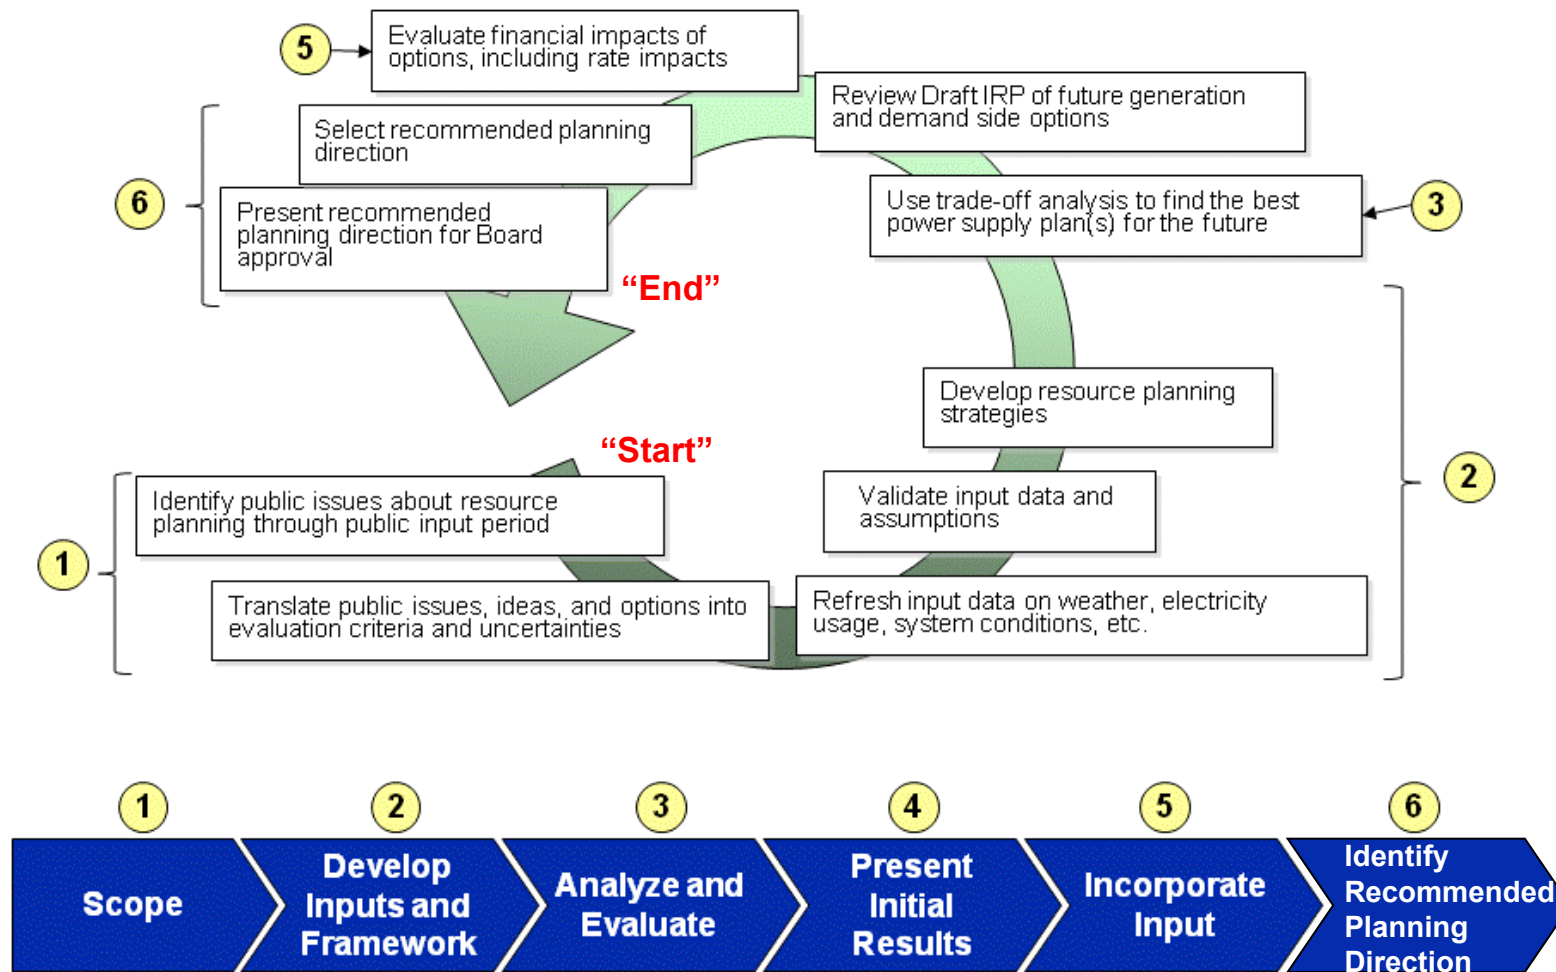 5
Evaluate financial impacts of
options, including rate impacts
Review Draft IRP of future generation
and demand side options
Select recommended planning
direction
6
Present recommended
planning direction for Board
approval
Use trade-off analysis to find the best
power supply plan(s) for the future
3
“End”
Develop resource planning
strategies
“Start”
2
Validate input data and
assumptions
Identify public issues about resource
planning through public input period
1
Translate public issues, ideas, and options into
evaluation criteria and uncertainties
Refresh input data on weather, electricity
usage, system conditions, etc.
1
2
3
4
5
6
Scope
Develop
Inputs and
Framework
Analyze and
Evaluate
Present
Initial
Results
Incorporate
Input
Identify
Recommended
Planning
Direction